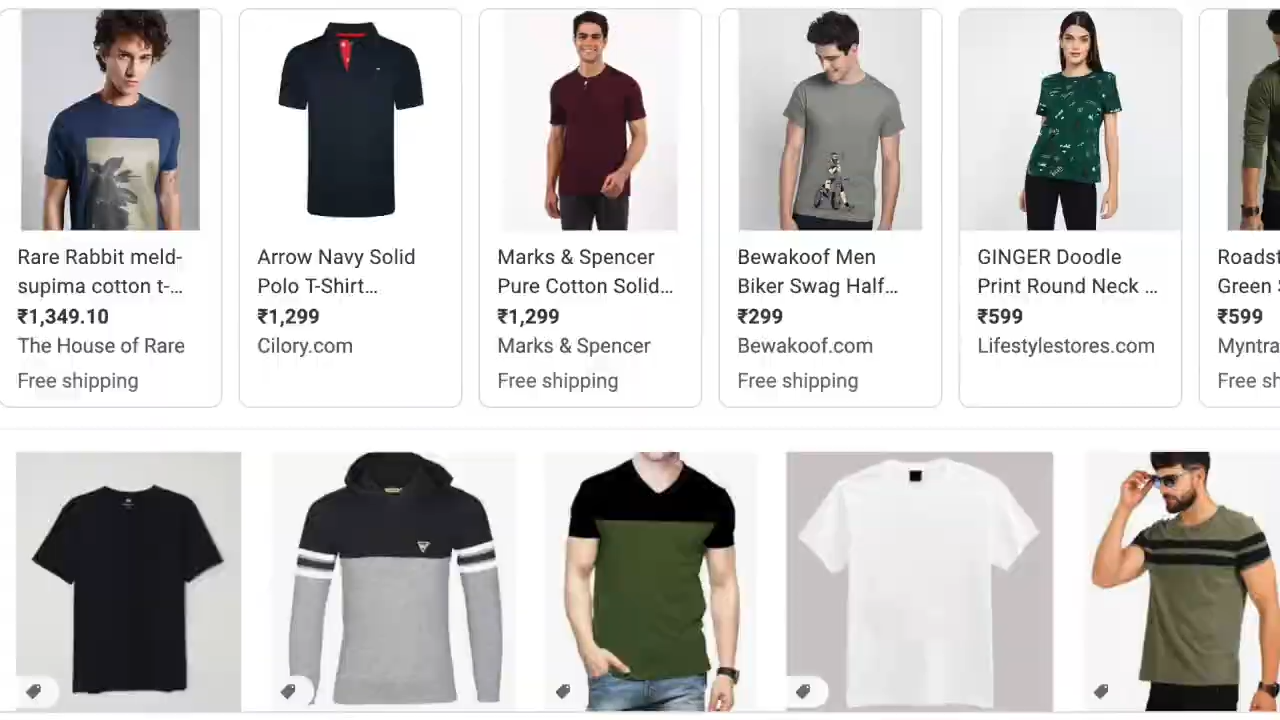 Rare Rabbit meld-
supima cotton t-...
₹1,349.10
The House of Rare
Free shipping
Arrow Navy Solid
Polo T-Shirt...
₹1,299
Cilory.com
Marks & Spencer
Pure Cotton Solid...
₹1,299
Marks & Spencer
Free shipping
Bewakoof Men
Biker Swag Half...
₹299
Bewakoof.com
Free shipping
GINGER Doodle
Print Round Neck ...
₹599
Lifestylestores.com
Roadst
Green
₹599
Myntra
Free sh